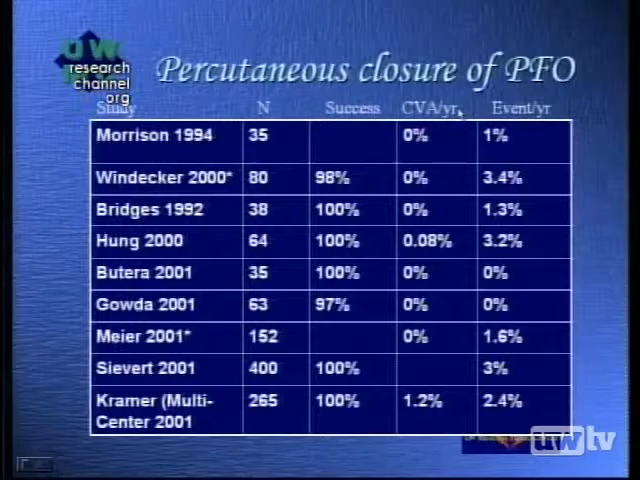 UW
research
channel
org
Percutaneous closure of PFO
Study N Success CVA/yr Event/yr
Morrison 1994 35 0% 1%
Windecker 2000* 80 98% 0% 3.4%
Bridges 1992 38 100% 0% 1.3%
Hung 2000 64 100% 0.08% 3.2%
Butera 2001 35 100% 0% 0%
Gowda 2001 63 97% 0% 0%
Meier 2001* 152 0% 1.6%
Sievert 2001 400 100% 3%
Kramer (Multi- 265 100% 1.2% 2.4%
Center 2001
uwtv